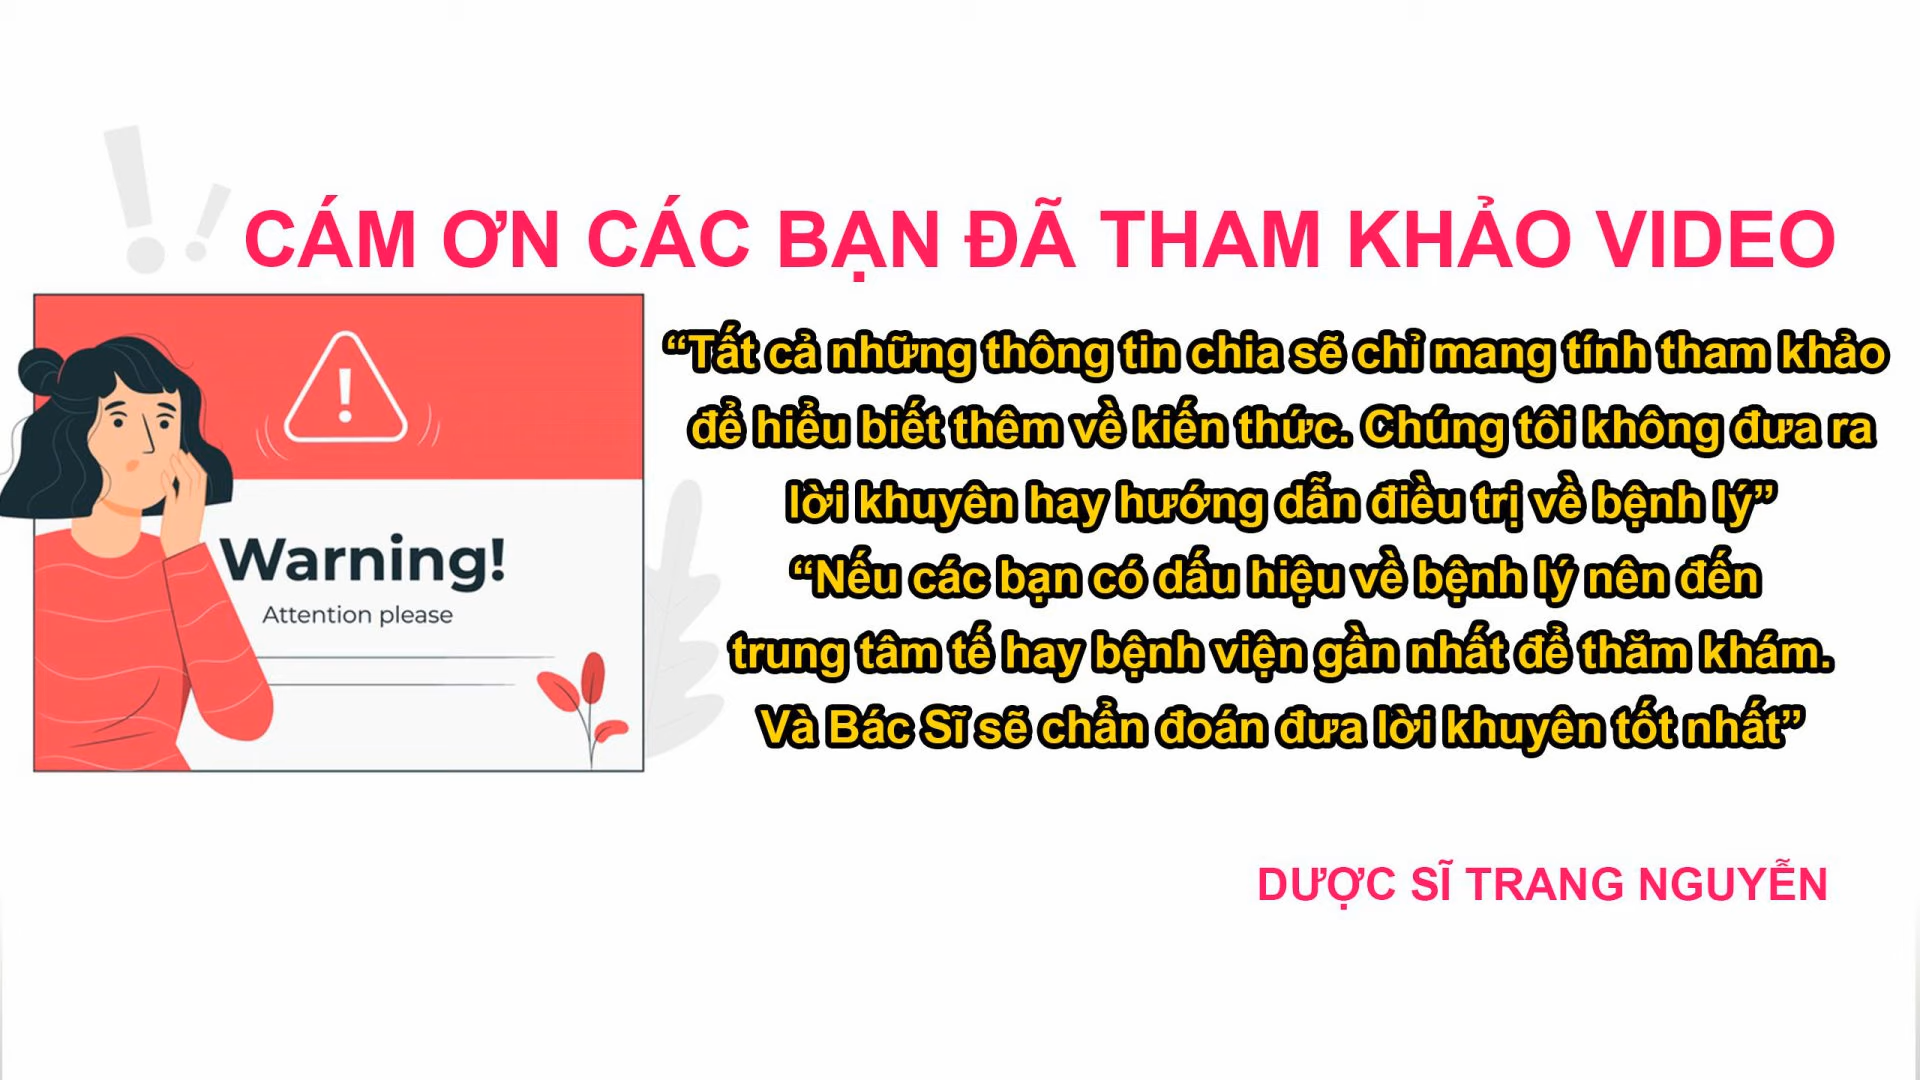 CÁM ƠN CÁC BẠN ĐÃ THAM KHẢO VIDEO
“Tất cả những thông tin chia sẽ chỉ mang tính tham khảo
để hiểu biết thêm về kiến thức. Chúng tôi không đưa ra
lời khuyên hay hướng dẫn điều trị về bệnh lý”
“Nếu các bạn có dấu hiệu về bệnh lý nên đến
trung tâm tế hay bệnh viện gần nhất để thăm khám.
Và Bác Sĩ sẽ chẩn đoán đưa lời khuyên tốt nhất”
Warning!
Attention please
DƯỢC SĨ TRANG NGUYỄN